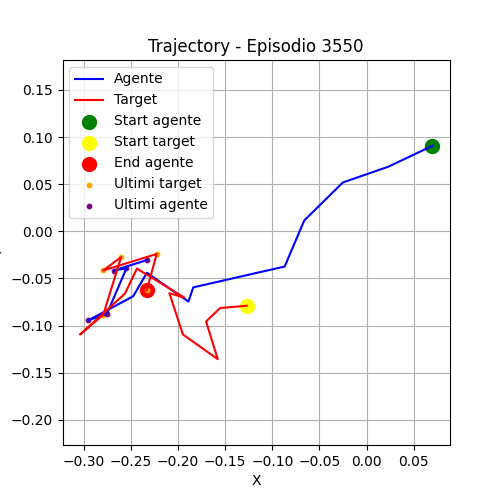 Trajectory - Episodio 3550
Agente
Target
Start agente
Start target
End agente
Ultimi target
Ultimi agente
0.15
0.10
0.05
0.00
−0.05
−0.10
−0.15
−0.20
−0.30 −0.25 −0.20 −0.15 −0.10 −0.05 0.00 0.05
X